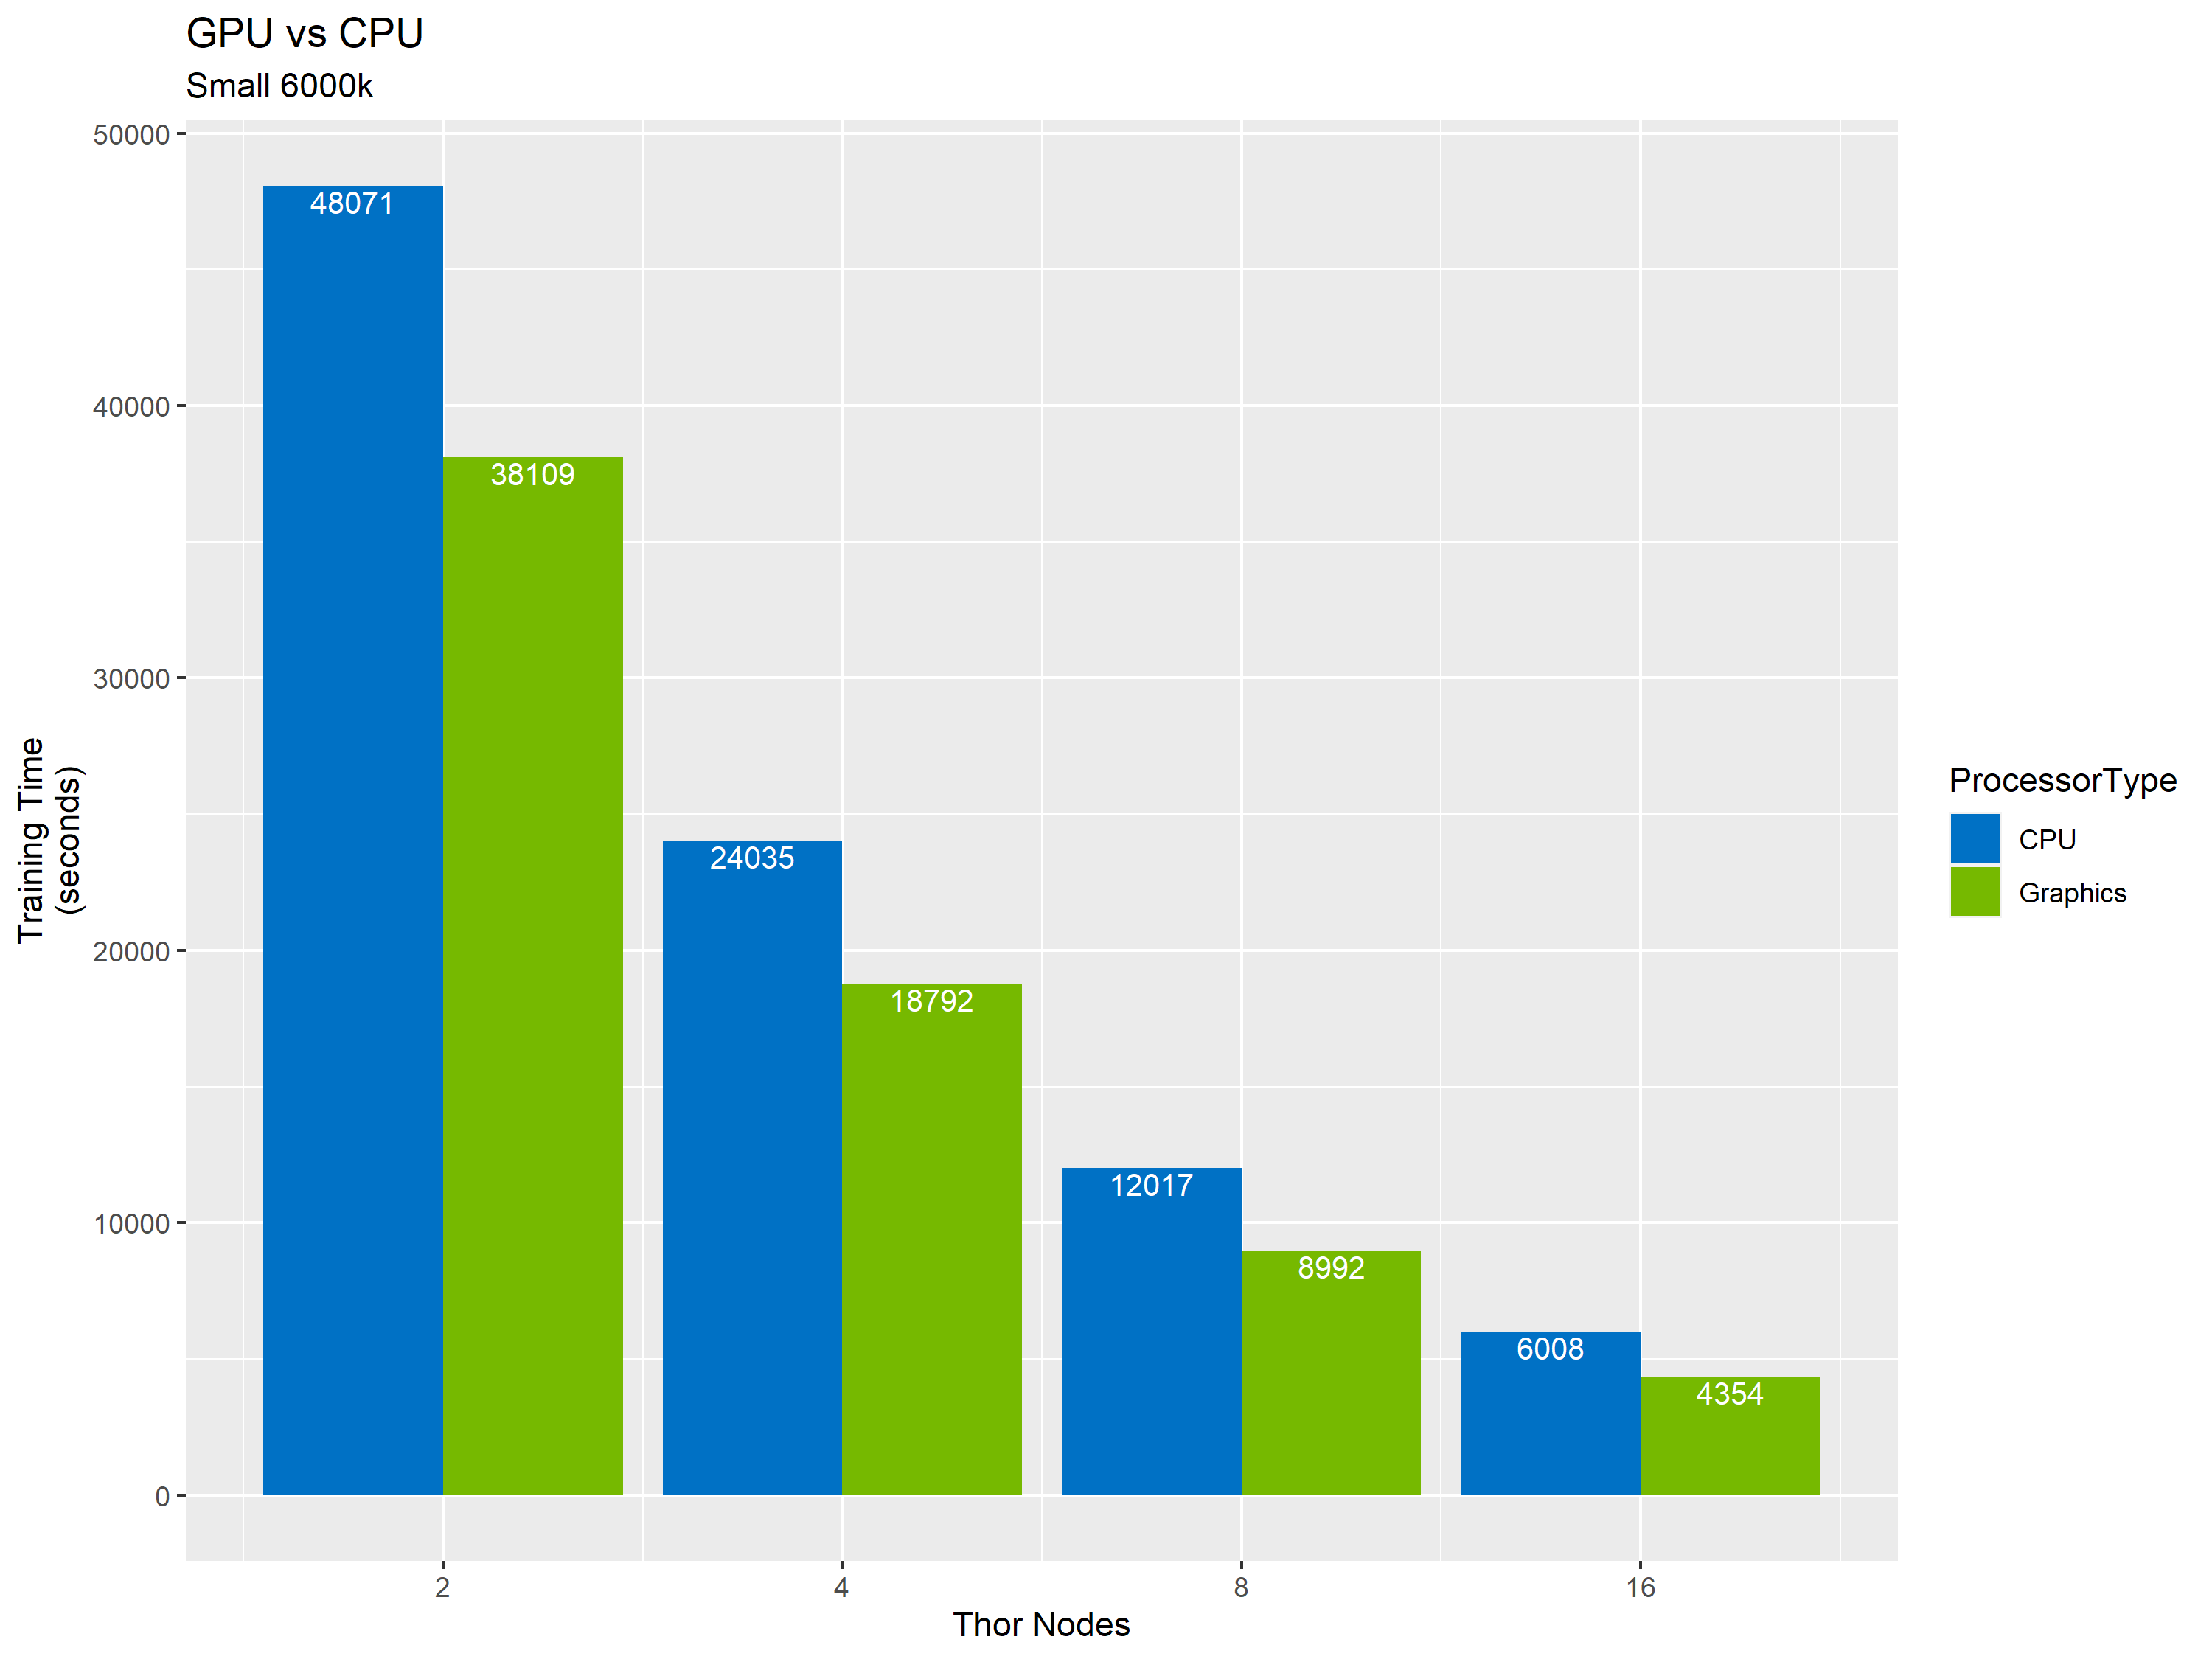 GPU vs CPU
Small 6000k
50000
40000
30000
20000
10000
0
Training Time
(seconds)
48071
38109
24035
18792
12017
8992
6008
4354
2
4
8
16
Thor Nodes
ProcessorType
CPU
Graphics